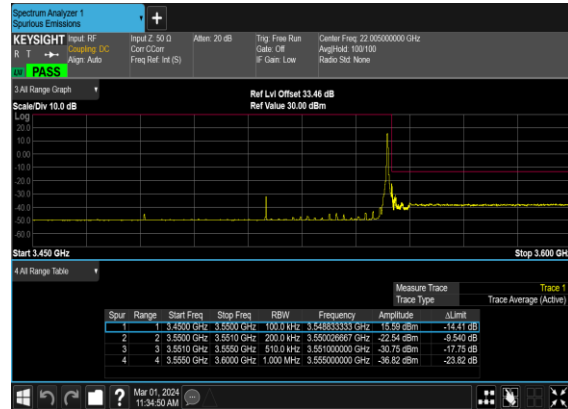 Spectrum Analyzer 1
Spurious Emissions
+
KEYSIGHT Input: RF Input Z: 50 Ω Atten: 20 dB Trig: Free Run Center Freq: 22.005000000 GHz
R T Coupling: DC Corr CCorr Gate: Off Avg|Hold: 100/100
Align: Auto Freq Ref: Int (S) IF Gain: Low Radio Std: None
LW PASS
3 All Range Graph
Ref Lvl Offset 33.46 dB
Scale/Div 10.0 dB Ref Value 30.00 dBm
Log
20.0
10.0
0.00
-10.0
-20.0
-30.0
-40.0
-50.0
-60.0
Start 3.450 GHz Stop 3.600 GHz
4 All Range Table
Measure Trace Trace 1
Trace Type Trace Average (Active)
Spur Range Start Freq Stop Freq RBW Frequency Amplitude ΔLimit
1 1 3.4500 GHz 3.5500 GHz 100.0 kHz 3.548833333 GHz 15.59 dBm -14.41 dB
2 2 3.5500 GHz 3.5510 GHz 200.0 kHz 3.550026667 GHz -22.54 dBm -9.540 dB
3 3 3.5510 GHz 3.5550 GHz 510.0 kHz 3.551000000 GHz -30.75 dBm -17.75 dB
4 4 3.5550 GHz 3.6000 GHz 1.000 MHz 3.555000000 GHz -36.82 dBm -23.82 dB
? Mar 01, 2024
11:34:50 AM